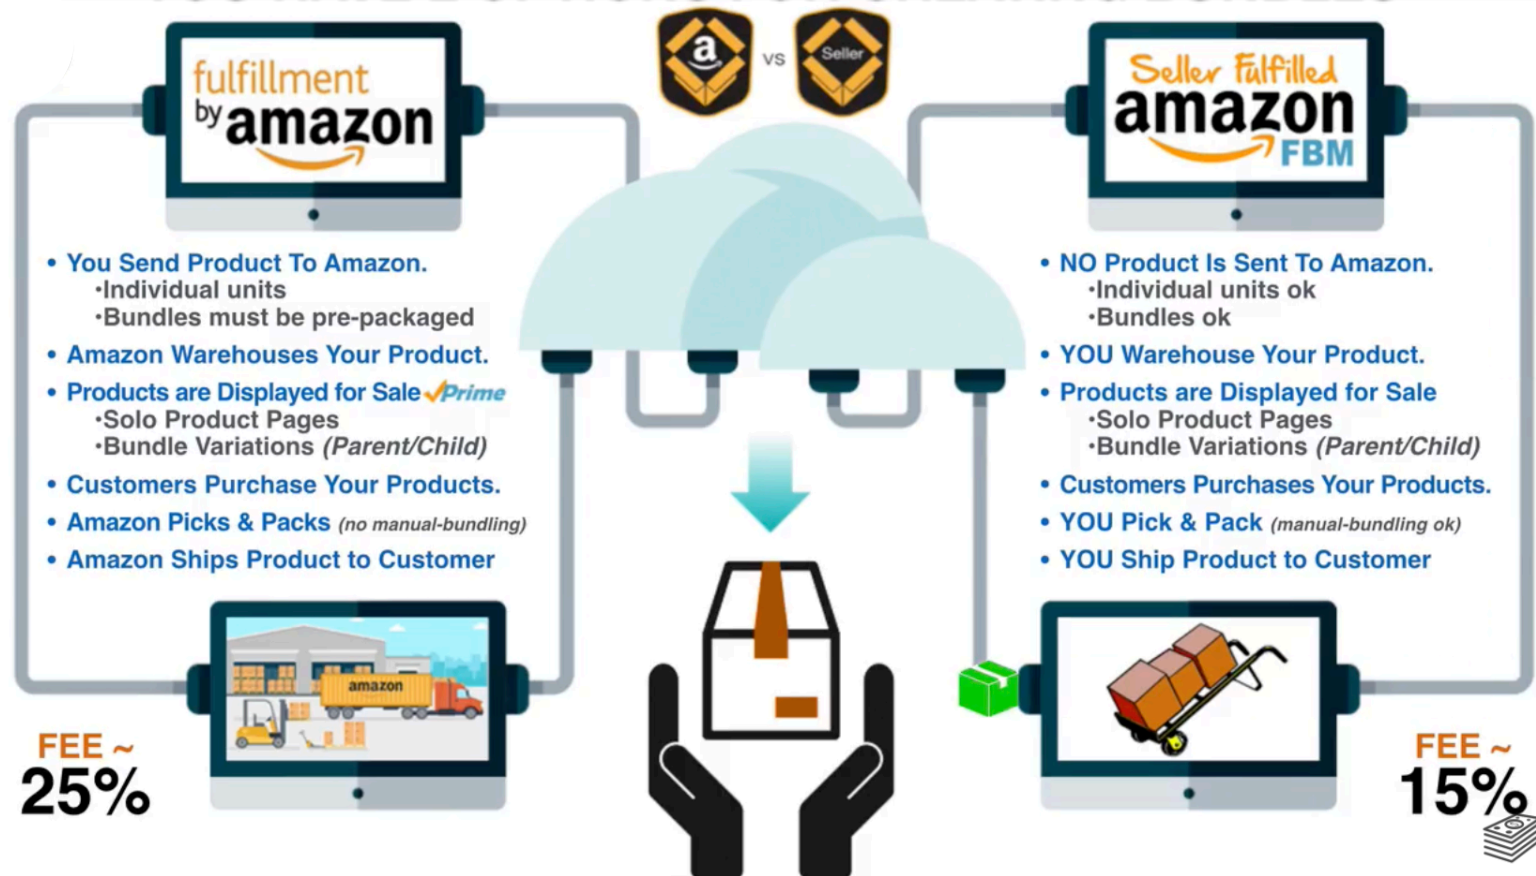 a
vs
Seller
fulfillment
by amazon
• You Send Product To Amazon.
•Individual units
•Bundles must be pre-packaged
• Amazon Warehouses Your Product.
• Products are Displayed for Sale Prime
•Solo Product Pages
•Bundle Variations (Parent/Child)
• Customers Purchase Your Products.
• Amazon Picks & Packs (no manual-bundling)
• Amazon Ships Product to Customer
amazon
FEE ~
25%
Seller Fulfilled
amazon
FBM
• NO Product Is Sent To Amazon.
•Individual units ok
•Bundles ok
• YOU Warehouse Your Product.
• Products are Displayed for Sale
•Solo Product Pages
•Bundle Variations (Parent/Child)
• Customers Purchases Your Products.
• YOU Pick & Pack (manual-bundling ok)
• YOU Ship Product to Customer
FEE ~
15%